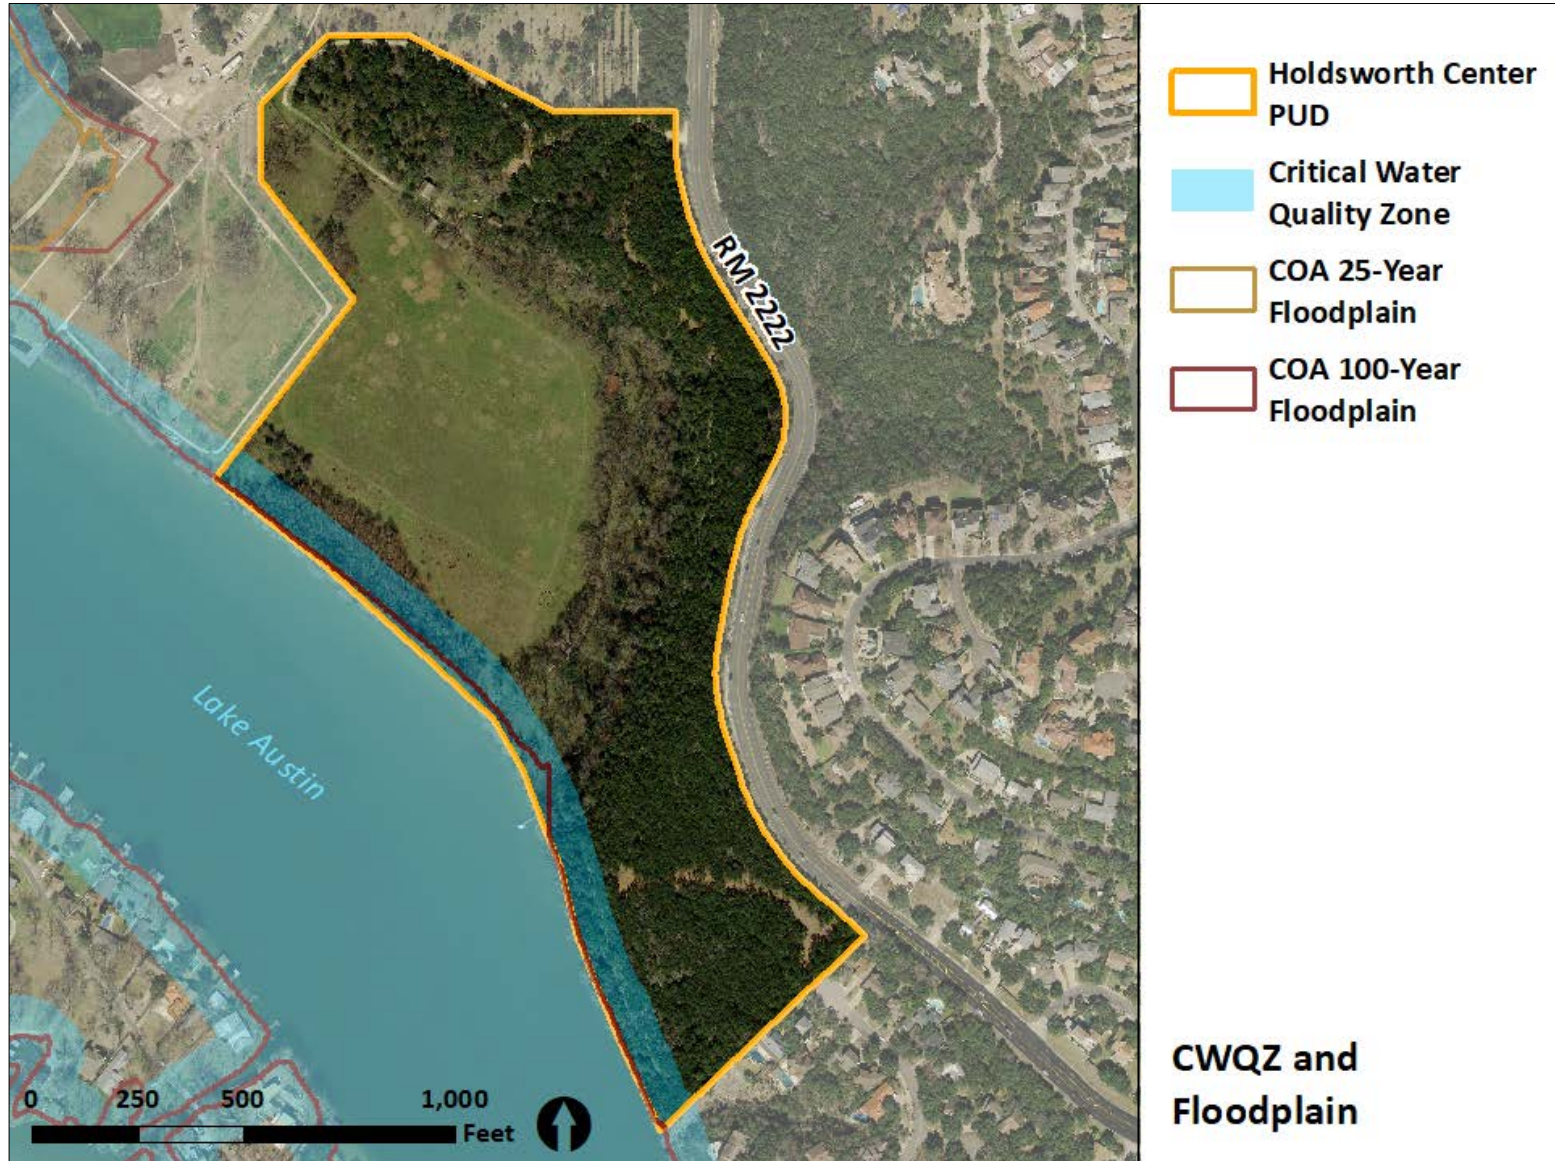 Holdsworth Center
PUD
Critical Water
Quality Zone
COA 25-Year
Floodplain
COA 100-Year
Floodplain
RM 2222
Lake Austin
0 250 500 1,000
Feet
CWQZ and
Floodplain